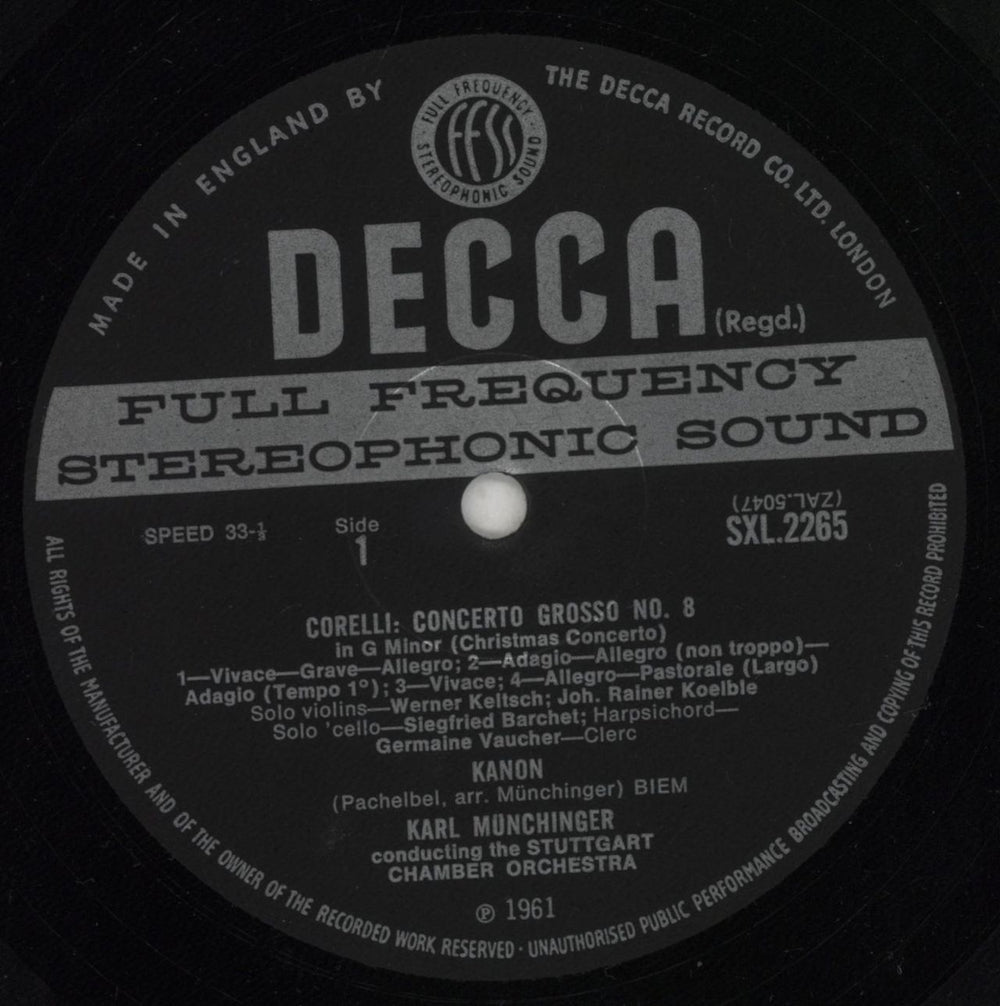 MADE IN ENGLAND BY
THE DECCA RECORD CO. LTD. LONDON
FULL FREQUENCY
FFSS
STEREOPHONIC SOUND
DECCA (Regd.)
FULL FREQUENCY
STEREOPHONIC SOUND
SPEED 33-⅓
Side
1
(ZAL.5047)
SXL.2265
CORELLI: CONCERTO GROSSO NO. 8
in G Minor (Christmas Concerto)
1—Vivace—Grave—Allegro; 2—Adagio—Allegro (non troppo)—
Adagio (Tempo 1°); 3—Vivace; 4—Allegro—Pastorale (Largo)
Solo violins—Werner Keltsch; Joh. Rainer Koelble
Solo 'cello—Siegfried Barchet; Harpsichord—
Germaine Vaucher—Clerc
KANON
(Pachelbel, arr. Münchinger) BIEM
KARL MÜNCHINGER
conducting the STUTTGART
CHAMBER ORCHESTRA
℗ 1961
ALL RIGHTS OF THE MANUFACTURER AND OF THE OWNER OF THE RECORDED WORK RESERVED · UNAUTHORISED PUBLIC PERFORMANCE BROADCASTING AND COPYING OF THIS RECORD PROHIBITED